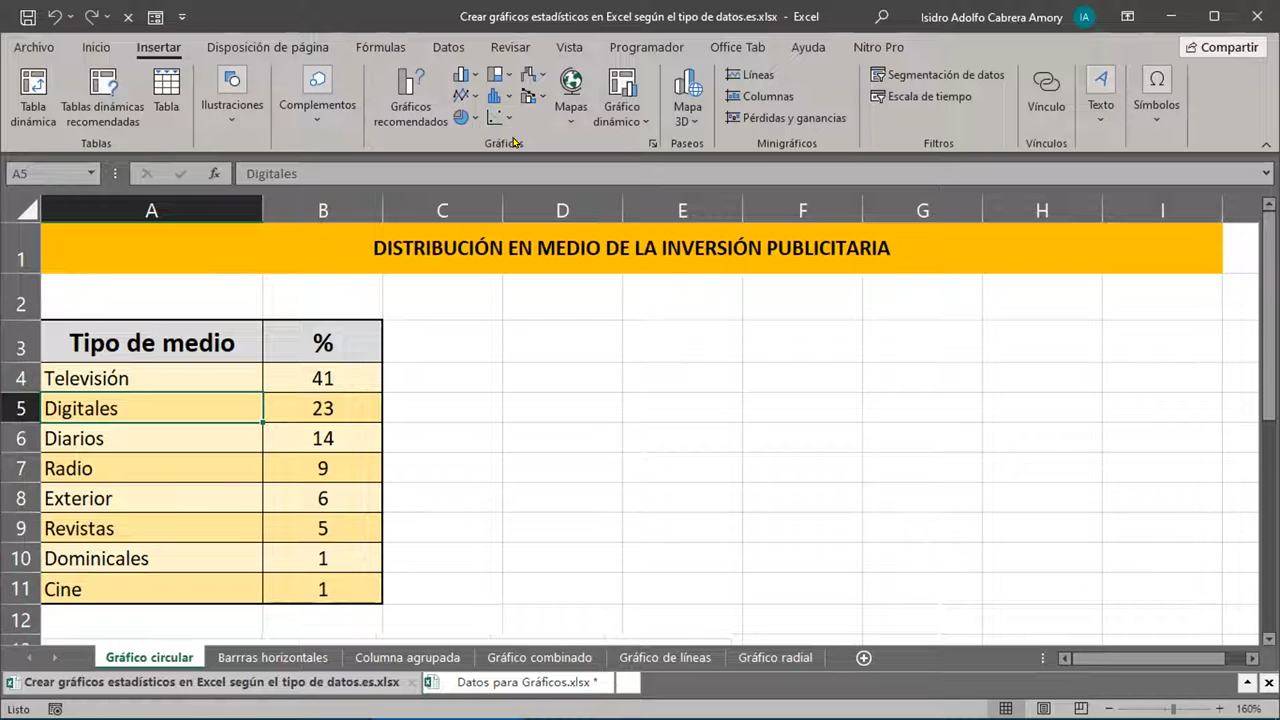 Crear gráficos estadísticos en Excel según el tipo de datos.es.xlsx - Excel
Isidro Adolfo Cabrera Amory
IA
Archivo Inicio Insertar Disposición de página Fórmulas Datos Revisar Vista Programador Office Tab Ayuda Nitro Pro
Compartir
Tabla dinámica
Tablas dinámicas recomendadas
Tabla
Ilustraciones
Complementos
Gráficos recomendados
Mapas
Gráfico dinámico
Mapa 3D
Líneas
Columnas
Pérdidas y ganancias
Segmentación de datos
Escala de tiempo
Vínculo
Texto
Símbolos
Tablas Gráficos Paseos Minigráficos Filtros Vínculos
A5 fx Digitales
A B C D E F G H I
1 DISTRIBUCIÓN EN MEDIO DE LA INVERSIÓN PUBLICITARIA
2
3 Tipo de medio %
4 Televisión 41
5 Digitales 23
6 Diarios 14
7 Radio 9
8 Exterior 6
9 Revistas 5
10 Dominicales 1
11 Cine 1
12
Gráfico circular Barrras horizontales Columna agrupada Gráfico combinado Gráfico de líneas Gráfico radial
Crear gráficos estadísticos en Excel según el tipo de datos.es.xlsx Datos para Gráficos.xlsx *
Listo 160%